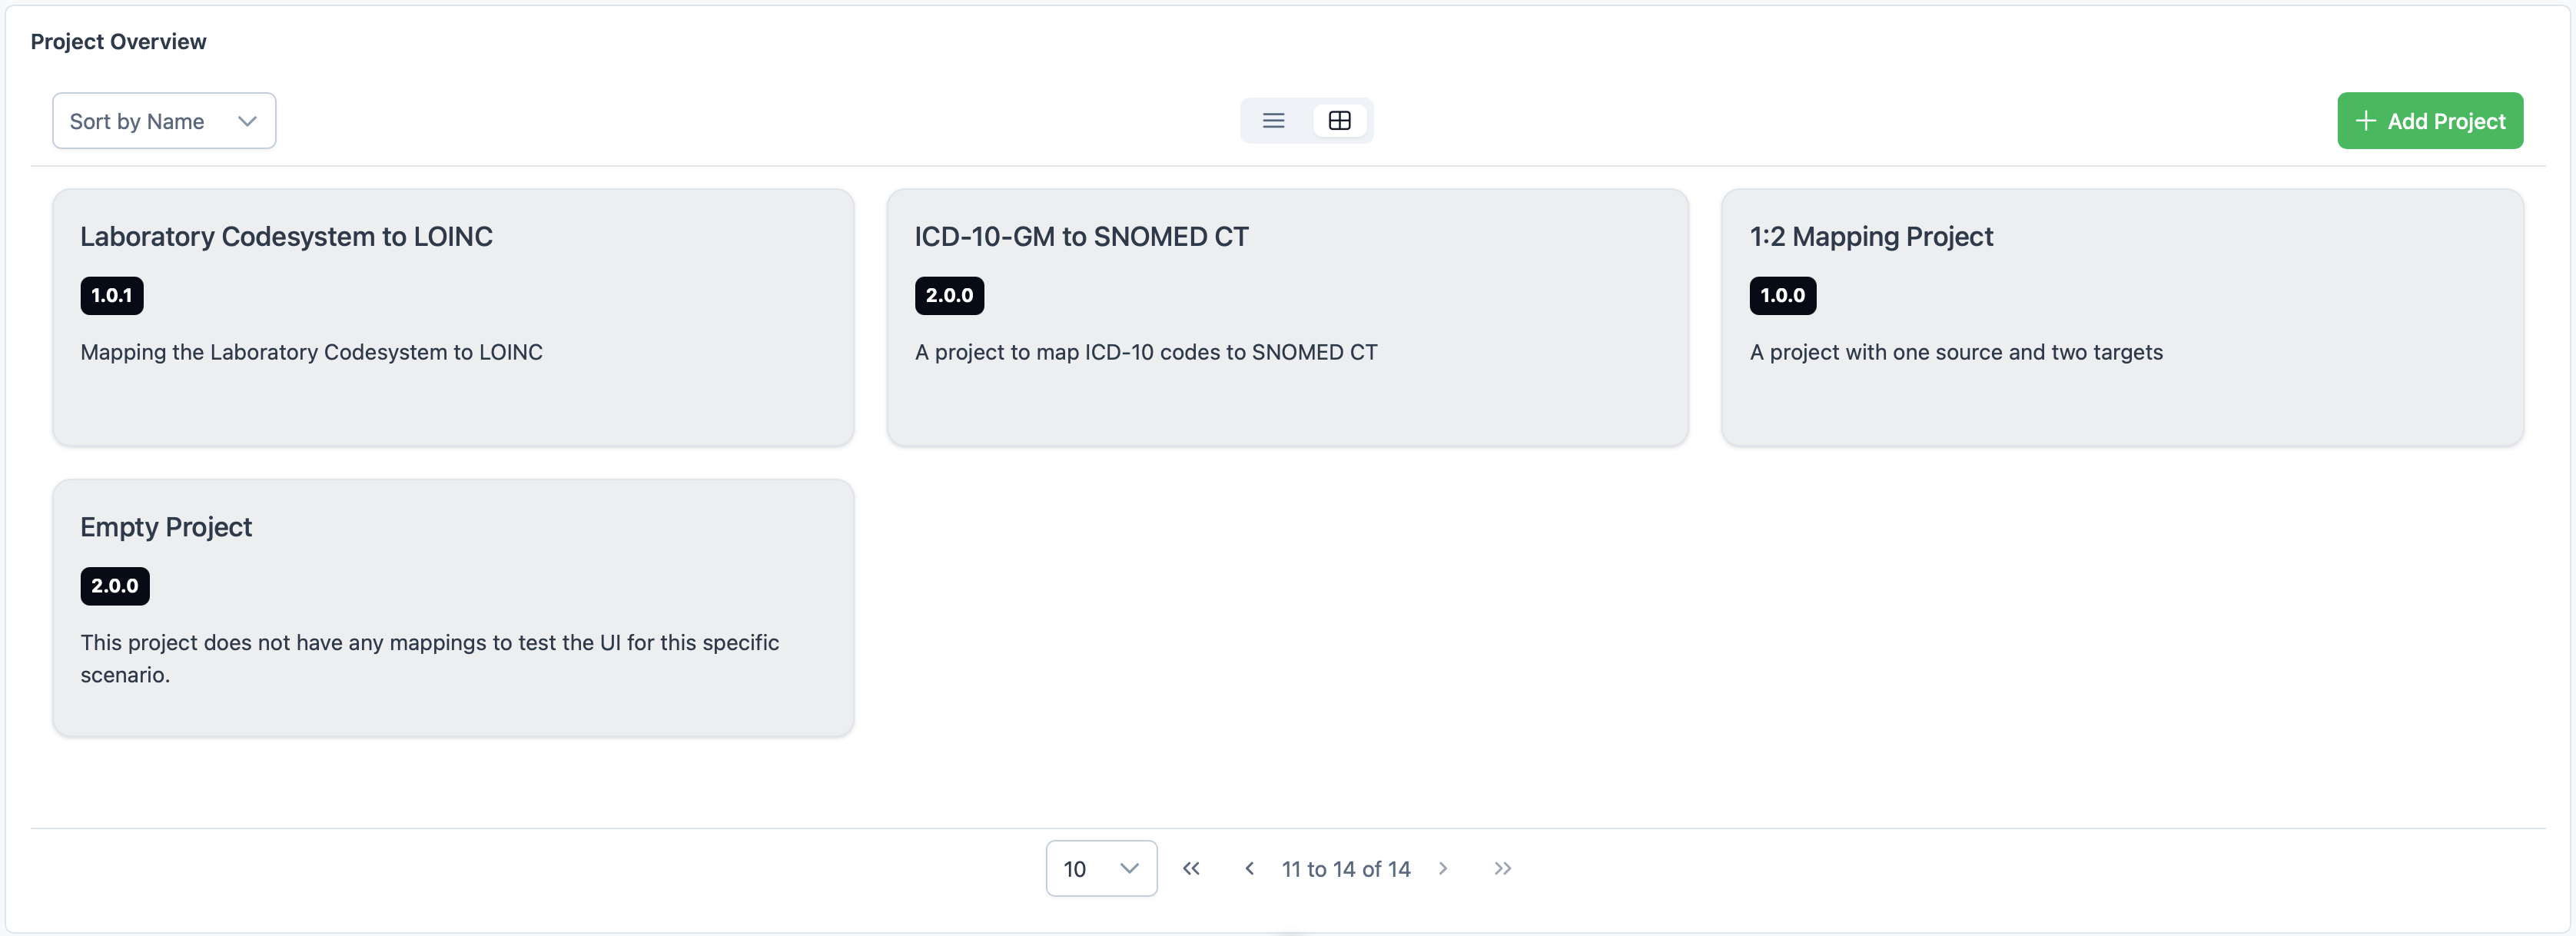 Project Overview
Sort by Name
Add Project
Laboratory Codesystem to LOINC
1.0.1
Mapping the Laboratory Codesystem to LOINC
ICD-10-GM to SNOMED CT
2.0.0
A project to map ICD-10 codes to SNOMED CT
1:2 Mapping Project
1.0.0
A project with one source and two targets
Empty Project
2.0.0
This project does not have any mappings to test the UI for this specific
scenario.
10
11 to 14 of 14